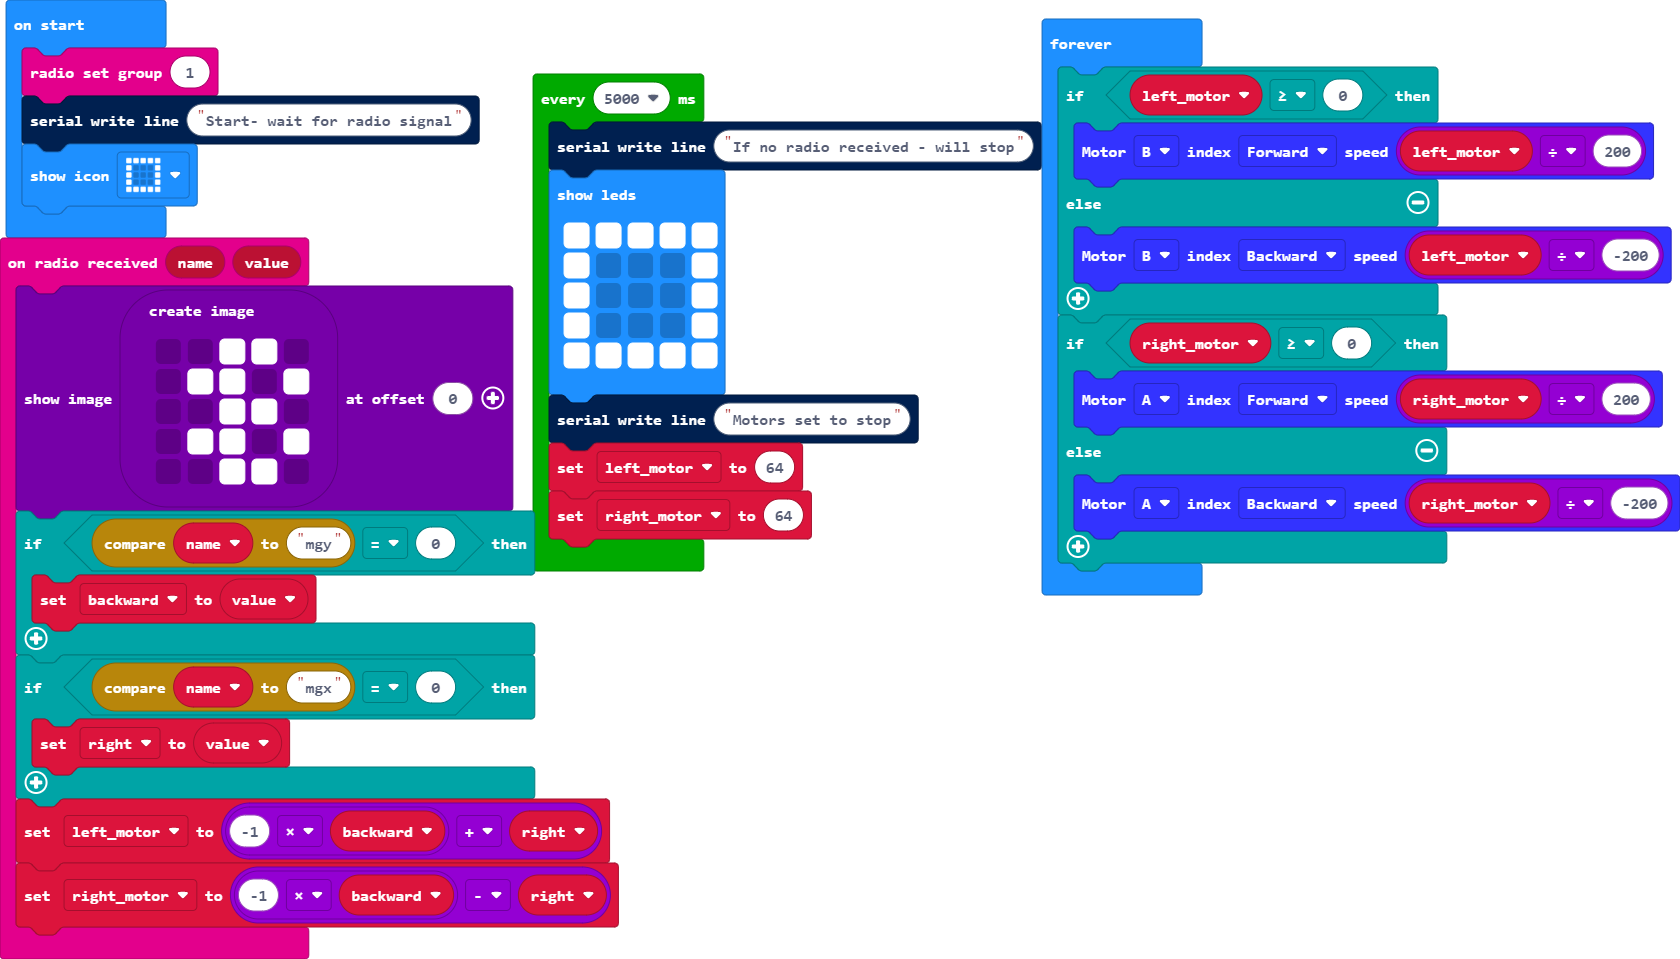 on start
radio set group 1
serial write line "Start- wait for radio signal"
show icon
on radio received name value
create image
show image at offset 0
if compare name to "mgy" = 0 then
set backward to value
if compare name to "mgx" = 0 then
set right to value
set left_motor to -1 × backward + right
set right_motor to -1 × backward - right
every 5000 ms
serial write line "If no radio received - will stop"
show leds
serial write line "Motors set to stop"
set left_motor to 64
set right_motor to 64
forever
if left_motor ≥ 0 then
Motor B index Forward speed left_motor ÷ 200
else
Motor B index Backward speed left_motor ÷ -200
if right_motor ≥ 0 then
Motor A index Forward speed right_motor ÷ 200
else
Motor A index Backward speed right_motor ÷ -200